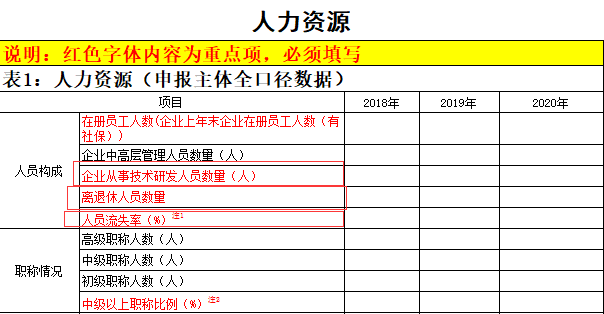 人力资源
说明：红色字体内容为重点项，必须填写
表1：人力资源（申报主体全口径数据）
项目 2018年 2019年 2020年
人员构成
在册员工人数(企业上年末企业在册员工人数（有
社保）)
企业中高层管理人员数量（人）
企业从事技术研发人员数量（人）
离退休人员数量
人员流失率（%）注1
职称情况
高级职称人数（人）
中级职称人数（人）
初级职称人数（人）
中级以上职称比例（%）注2